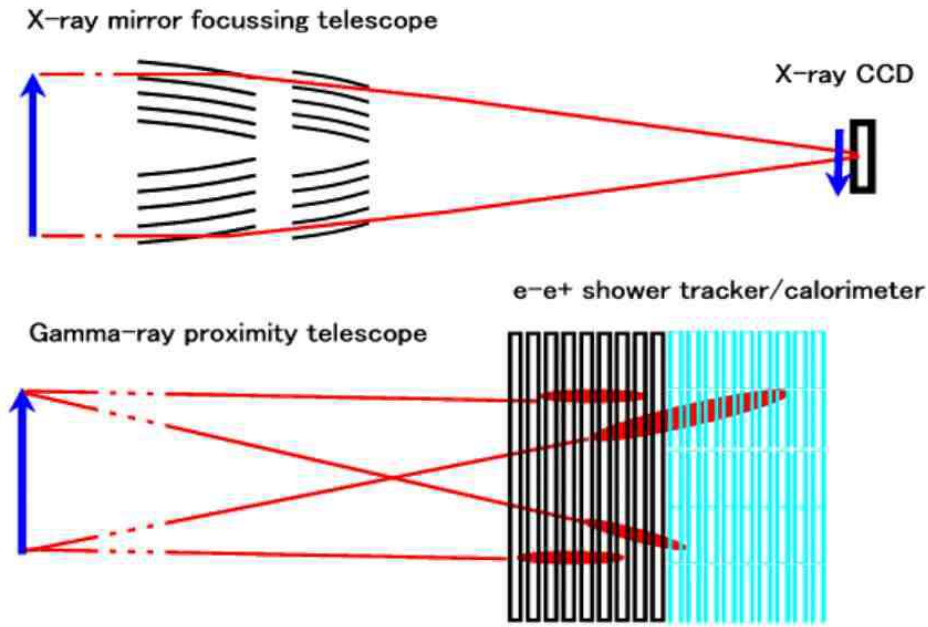 X-ray mirror focussing telescope
X-ray CCD
e-e+ shower tracker/calorimeter
Gamma-ray proximity telescope